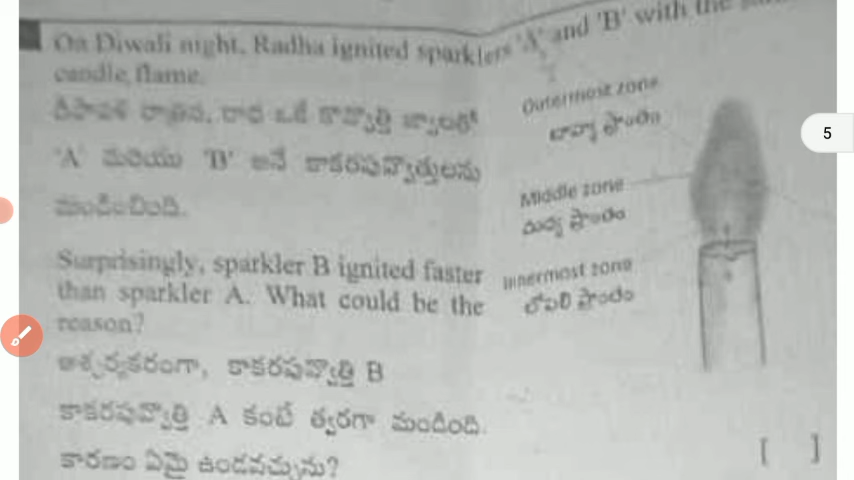 On Diwali night, Radha ignited sparklers 'A' and 'B' with the
candle flame.
దీపావళి రాత్రిన, రాధ ఒకే కొవ్వొత్తి జ్వాలతో
'A' మరియు 'B' అనే కాకరపువ్వొత్తులను
మండించింది.
Surprisingly, sparkler B ignited faster
than sparkler A. What could be the
reason?
ఆశ్చర్యకరంగా, కాకరపువ్వొత్తి B
కాకరపువ్వొత్తి A కంటే త్వరగా మండింది.
కారణం ఏమై ఉండవచ్చును?
Outermost zone
బాహ్య ప్రాంతం
Middle zone
మధ్య ప్రాంతం
Innermost zone
లోపలి ప్రాంతం
[ ]
5